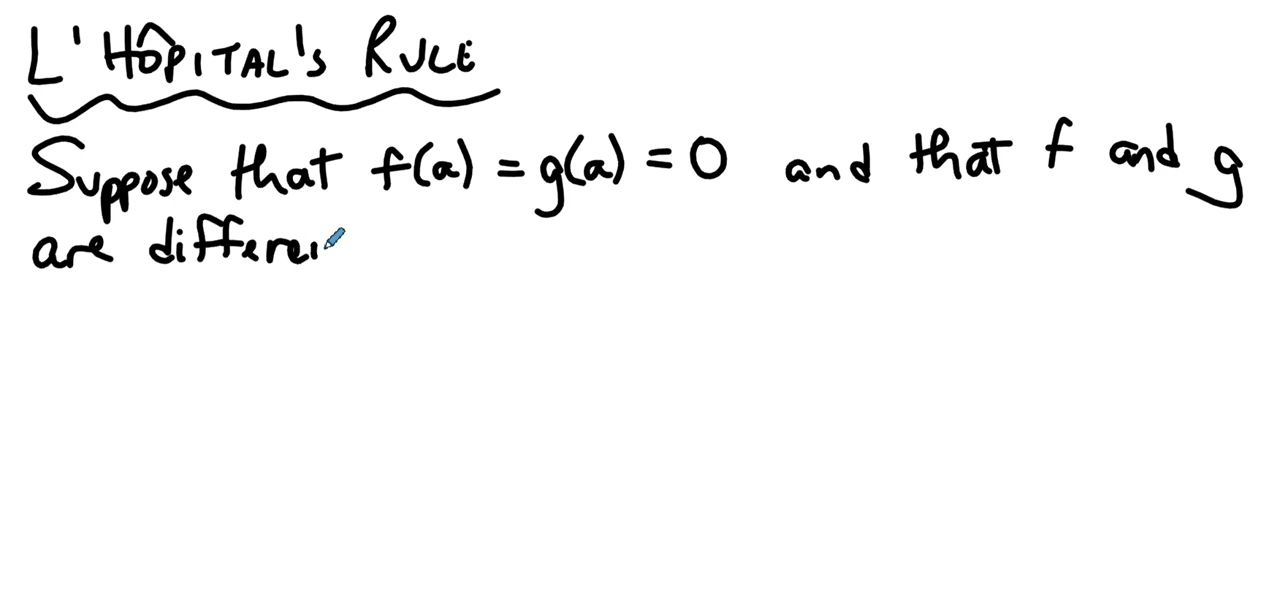 L'HÔPITAL'S RULE
Suppose that f(a) = g(a) = 0 and that f and g
are differe